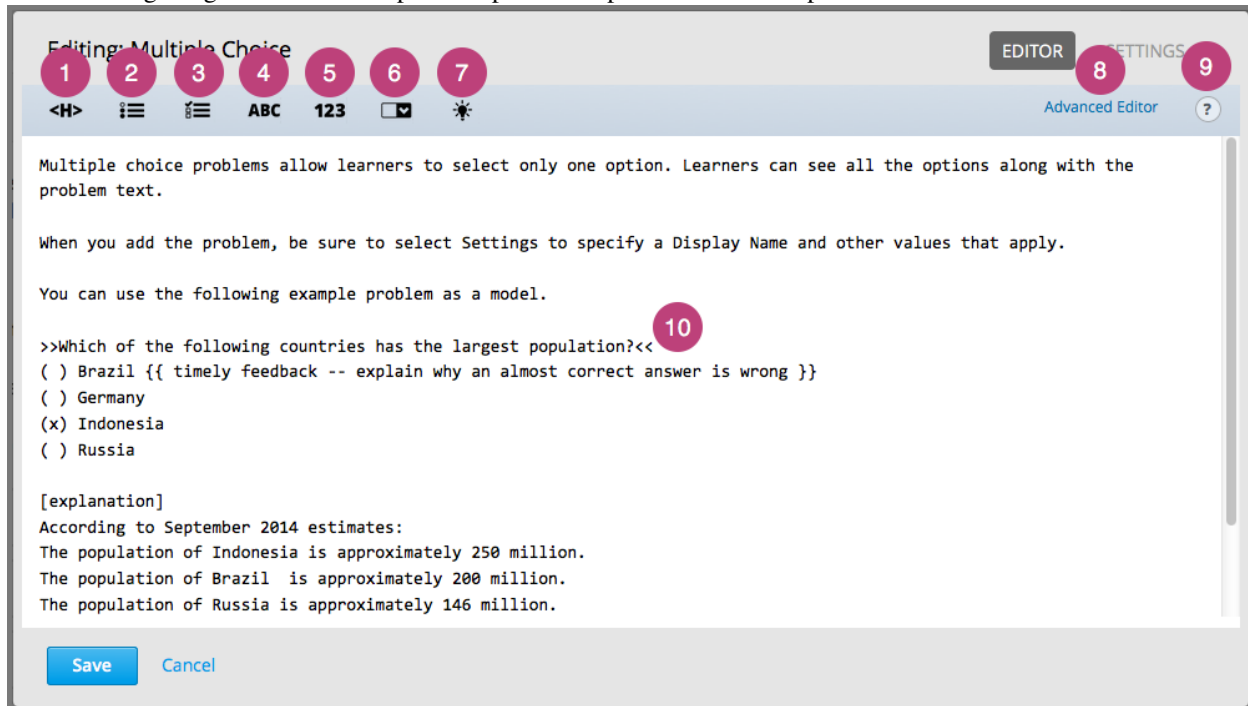 Editing: Multiple Choice
EDITOR
SETTINGS
1
2
3
4
5
6
7
8
9
<H>
ABC
123
Advanced Editor
?
Multiple choice problems allow learners to select only one option. Learners can see all the options along with the
problem text.
When you add the problem, be sure to select Settings to specify a Display Name and other values that apply.
You can use the following example problem as a model.
10
>>Which of the following countries has the largest population?<<
( ) Brazil {{ timely feedback -- explain why an almost correct answer is wrong }}
( ) Germany
(x) Indonesia
( ) Russia
[explanation]
According to September 2014 estimates:
The population of Indonesia is approximately 250 million.
The population of Brazil  is approximately 200 million.
The population of Russia is approximately 146 million.
Save
Cancel